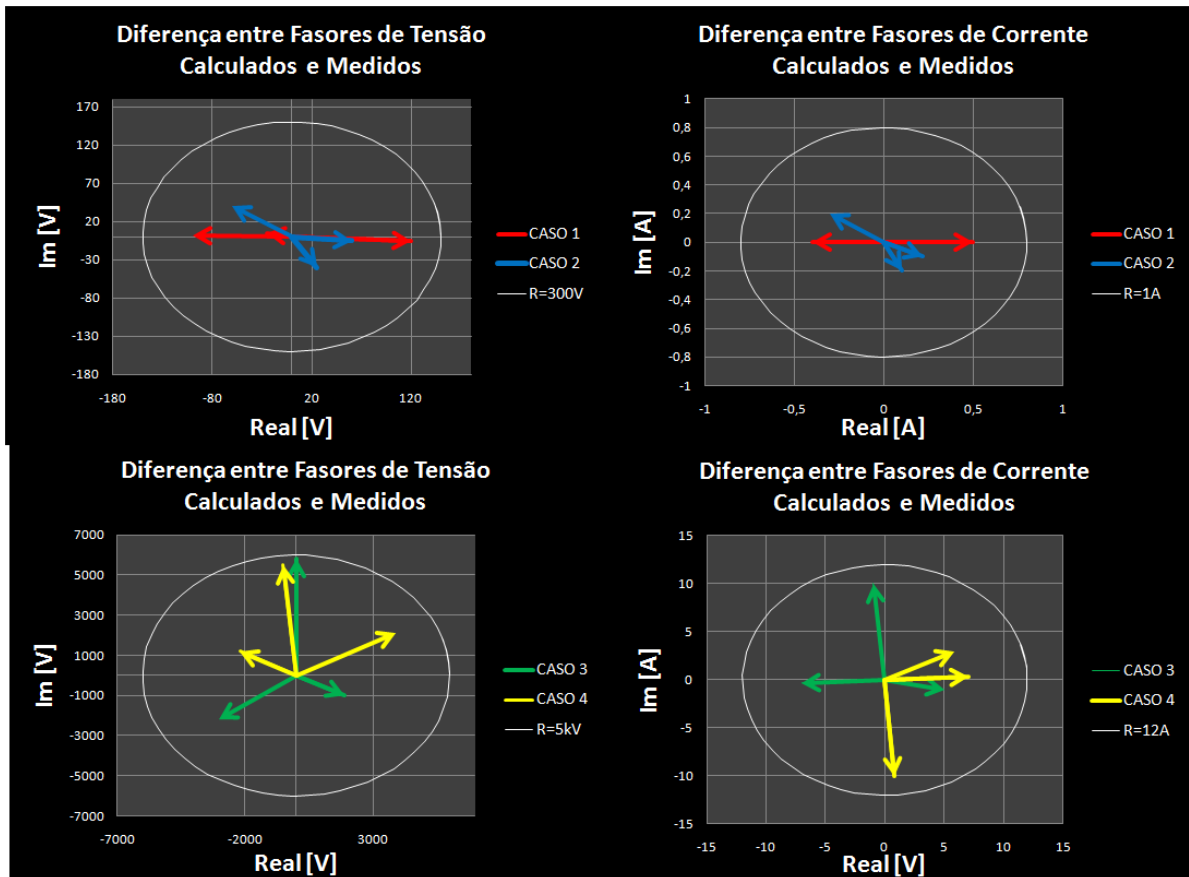 Diferença entre Fasores de Tensão
Calculados e Medidos
170
120
70
20
-30
-80
-130
-180
-180
-80
20
120
Im [V]
Real [V]
CASO 1
CASO 2
R=300V
Diferença entre Fasores de Corrente
Calculados e Medidos
1
0,8
0,6
0,4
0,2
0
-0,2
-0,4
-0,6
-0,8
-1
-1
-0,5
0
0,5
1
Im [A]
Real [A]
CASO 1
CASO 2
R=1A
Diferença entre Fasores de Tensão
Calculados e Medidos
7000
5000
3000
1000
-1000
-3000
-5000
-7000
-7000
-2000
3000
Im [V]
Real [V]
CASO 3
CASO 4
R=5kV
Diferença entre Fasores de Corrente
Calculados e Medidos
15
10
5
0
-5
-10
-15
-15
-10
-5
0
5
10
15
Im [A]
Real [V]
CASO 3
CASO 4
R=12A